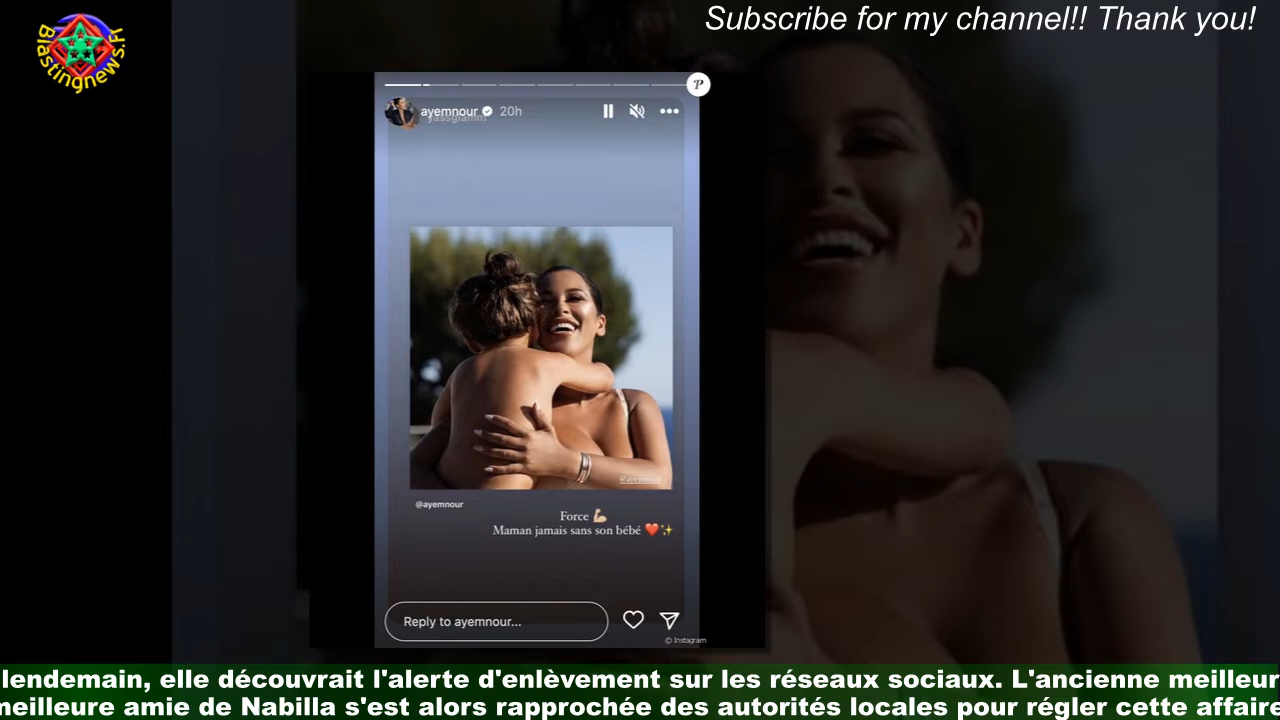 Blastingnews.Fr
Subscribe for my channel!! Thank you!
P
ayemnour 20h
yassglamm
@ayemnour
@ayemnour
Force 💪🏼
Maman jamais sans son bébé ❤️✨
Reply to ayemnour...
© Instagram
lendemain, elle découvrait l'alerte d'enlèvement sur les réseaux sociaux. L'ancienne meilleur
meilleure amie de Nabilla s'est alors rapprochée des autorités locales pour régler cette affaire